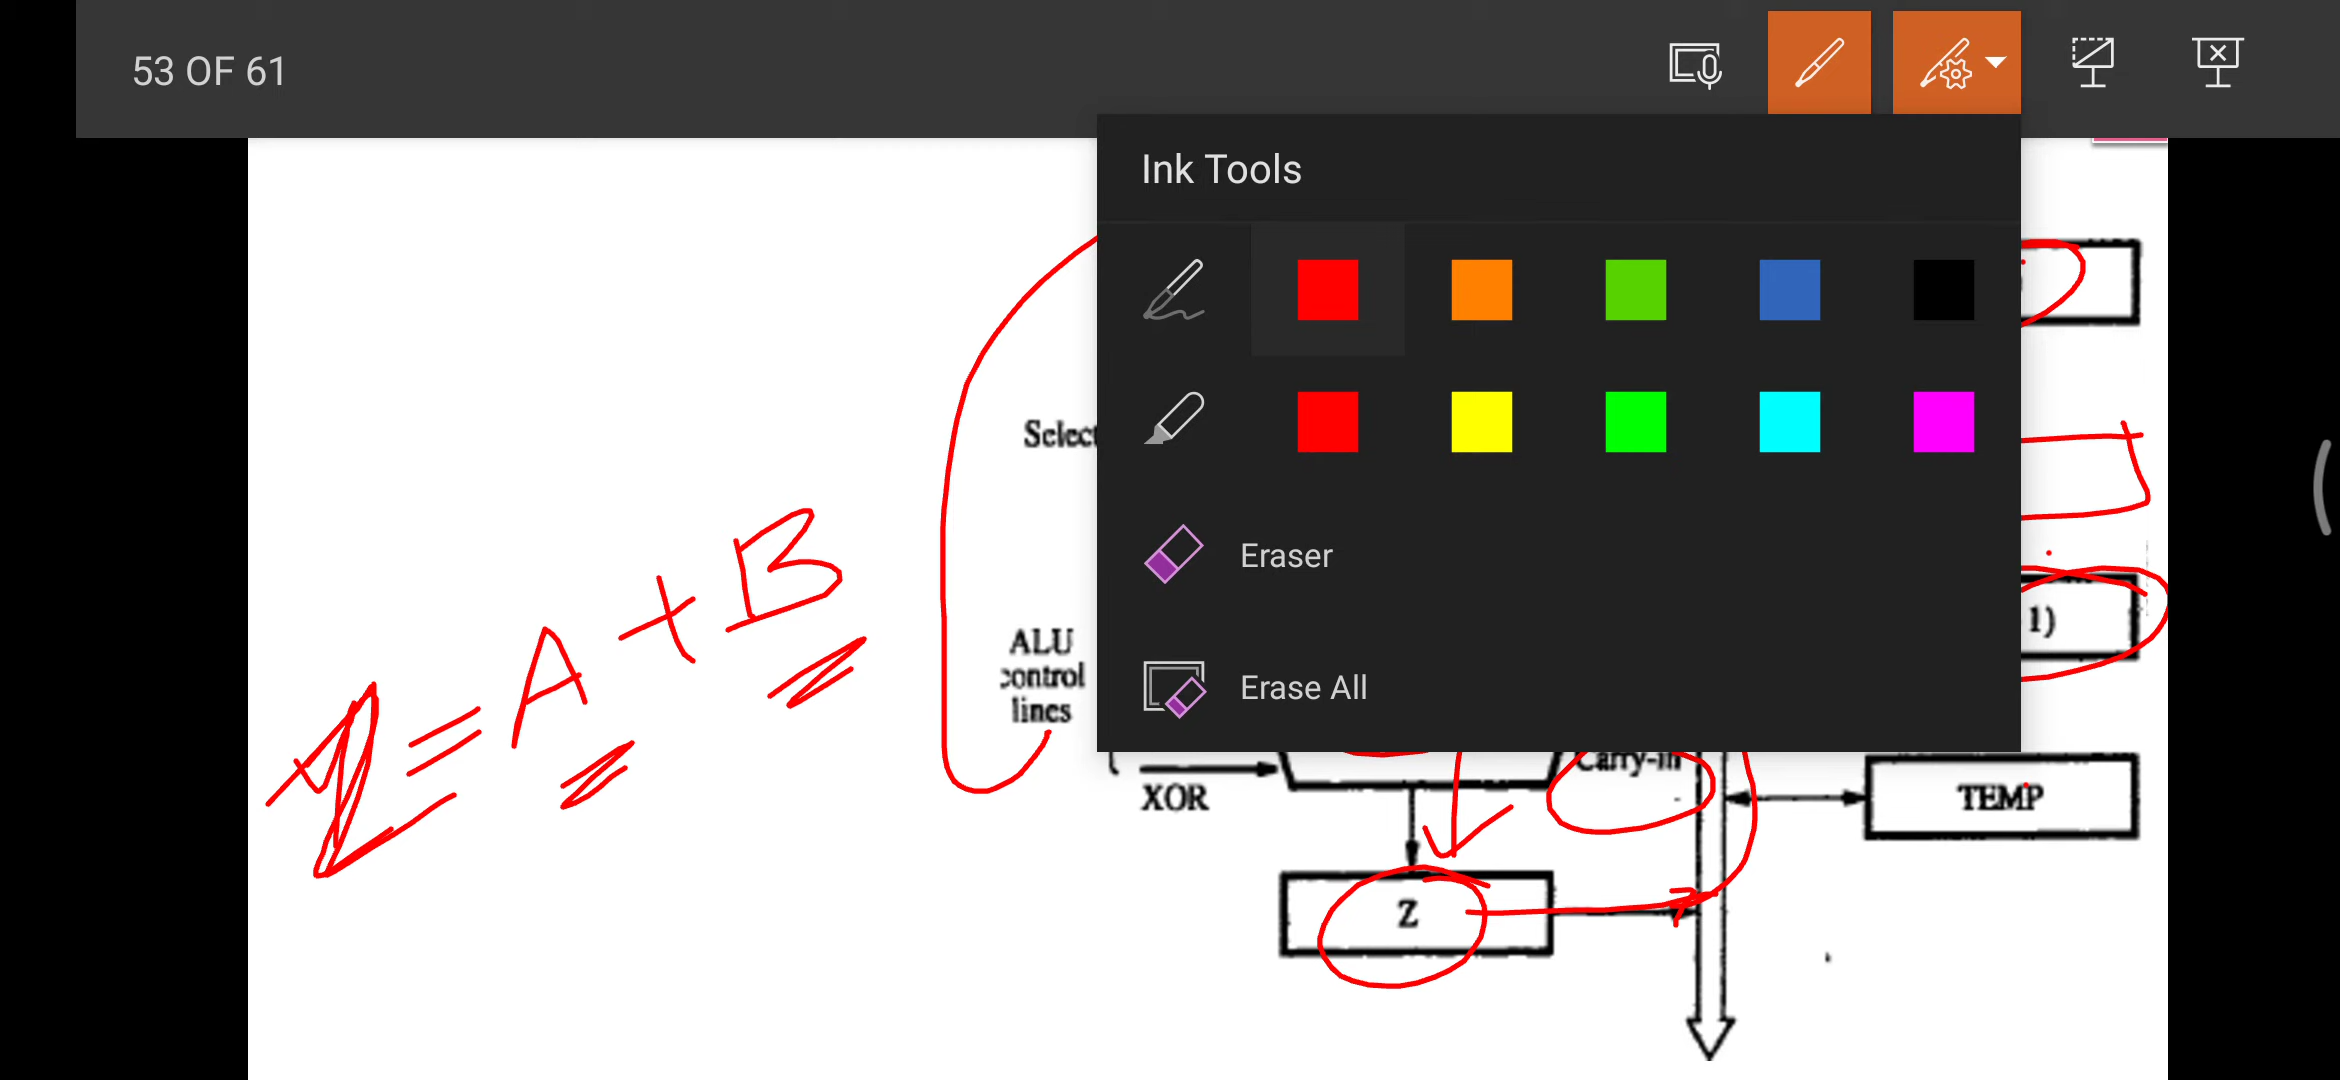 53 OF 61
Ink Tools
Select
Eraser
1)
Z = A + B
ALU
control
lines
Erase All
Carry-in
XOR
TEMP
Z